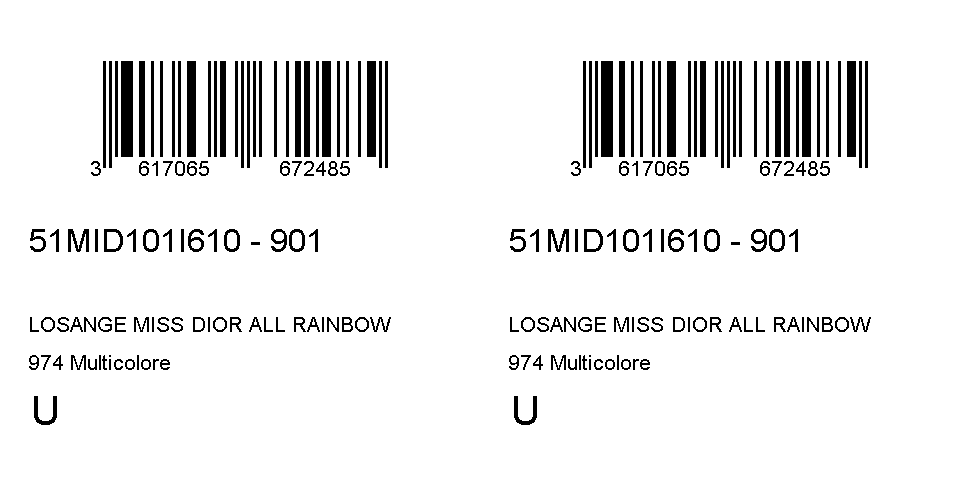 3 617065 672485
51MID101I610 - 901
LOSANGE MISS DIOR ALL RAINBOW
974 Multicolore
U
3 617065 672485
51MID101I610 - 901
LOSANGE MISS DIOR ALL RAINBOW
974 Multicolore
U